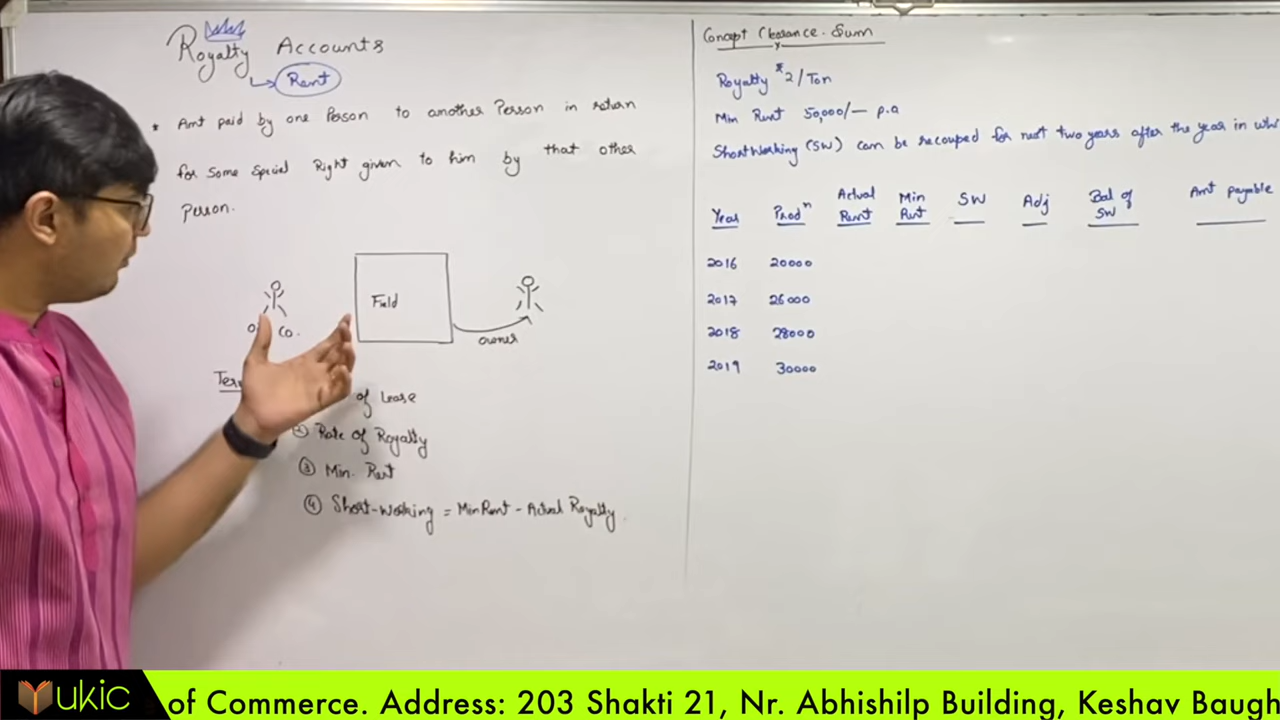 Royalty Accounts
Rent
* Amt paid by one Person to another Person in return
for some special Right given to him by that other
Person.
Field
Co.
owner
of Lease
② Rate of Royalty
③ Min. Rent
④ Short-working = Min Rent - Actual Royalty
Concept Clearance Sum
Royalty ₹ 2/Ton
Min Rent 50,000/- p.a
Shortworking (SW) can be recouped for next two years after the year in
Year Prodⁿ Actual Rent Min Rent SW Adj Bal of SW Amt payable
2016 20000
2017 26000
2018 28000
2019 30000
ukic
of Commerce. Address: 203 Shakti 21, Nr. Abhishilp Building, Keshav Baugh